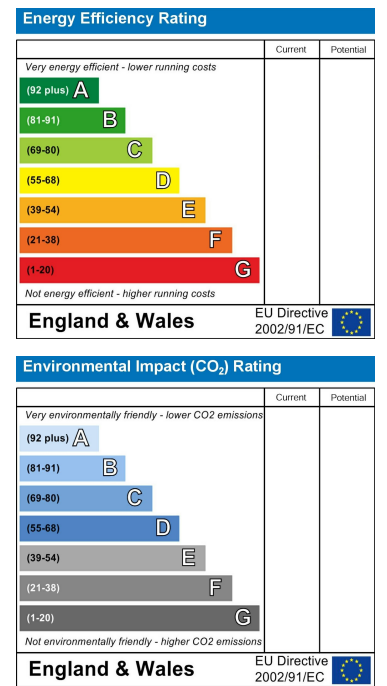 Energy Efficiency Rating
Current Potential
Very energy efficient - lower running costs
(92 plus) A
(81-91) B
(69-80) C
(55-68) D
(39-54) E
(21-38) F
(1-20) G
Not energy efficient - higher running costs
England & Wales EU Directive
2002/91/EC
Environmental Impact (CO₂) Rating
Current Potential
Very environmentally friendly - lower CO2 emissions
(92 plus) A
(81-91) B
(69-80) C
(55-68) D
(39-54) E
(21-38) F
(1-20) G
Not environmentally friendly - higher CO2 emissions
England & Wales EU Directive
2002/91/EC